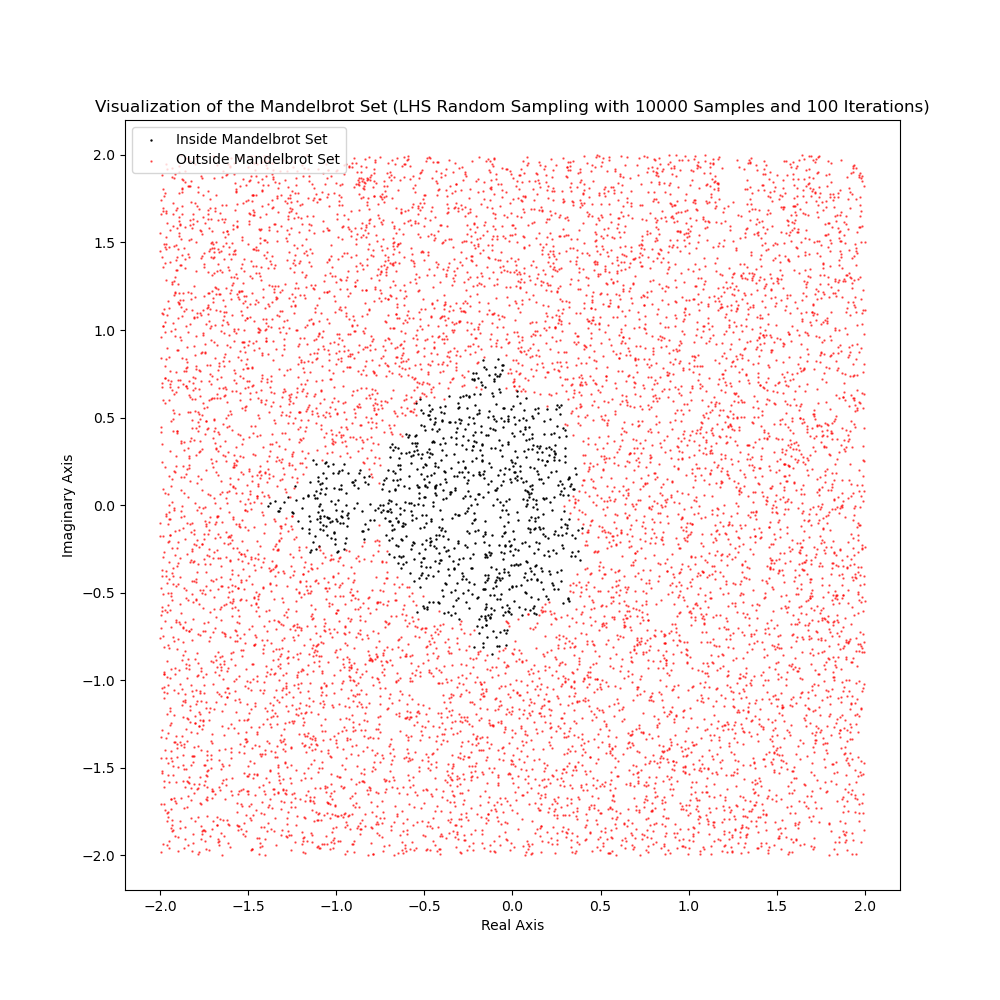 Visualization of the Mandelbrot Set (LHS Random Sampling with 10000 Samples and 100 Iterations)
Inside Mandelbrot Set
Outside Mandelbrot Set
2.0
1.5
1.0
0.5
0.0
−0.5
−1.0
−1.5
−2.0
Imaginary Axis
−2.0 −1.5 −1.0 −0.5 0.0 0.5 1.0 1.5 2.0
Real Axis